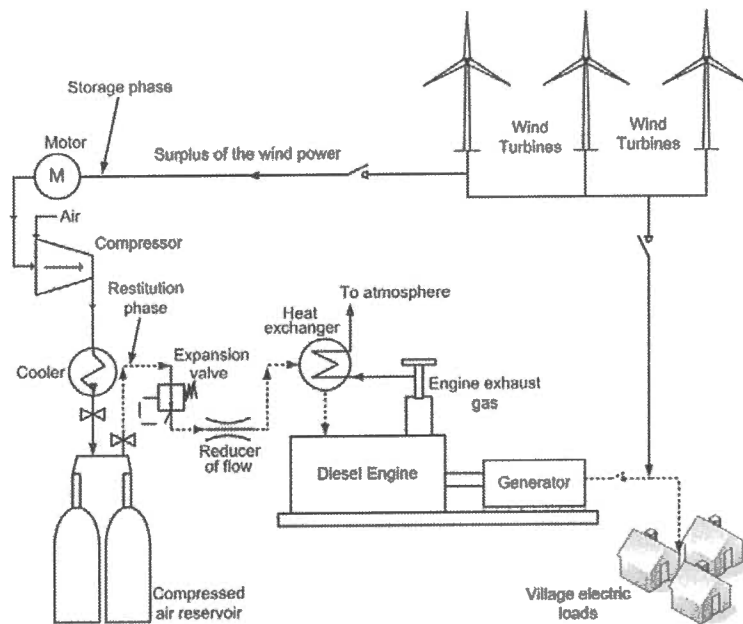 Storage phase
Motor
M
Surplus of the wind power
Wind
Turbines
Wind
Turbines
Air
Compressor
Restitution
phase
To atmosphere
Heat
exchanger
Cooler
Expansion
valve
Engine exhaust
gas
Reducer
of flow
Diesel Engine
Generator
Compressed
air reservoir
Village electric
loads